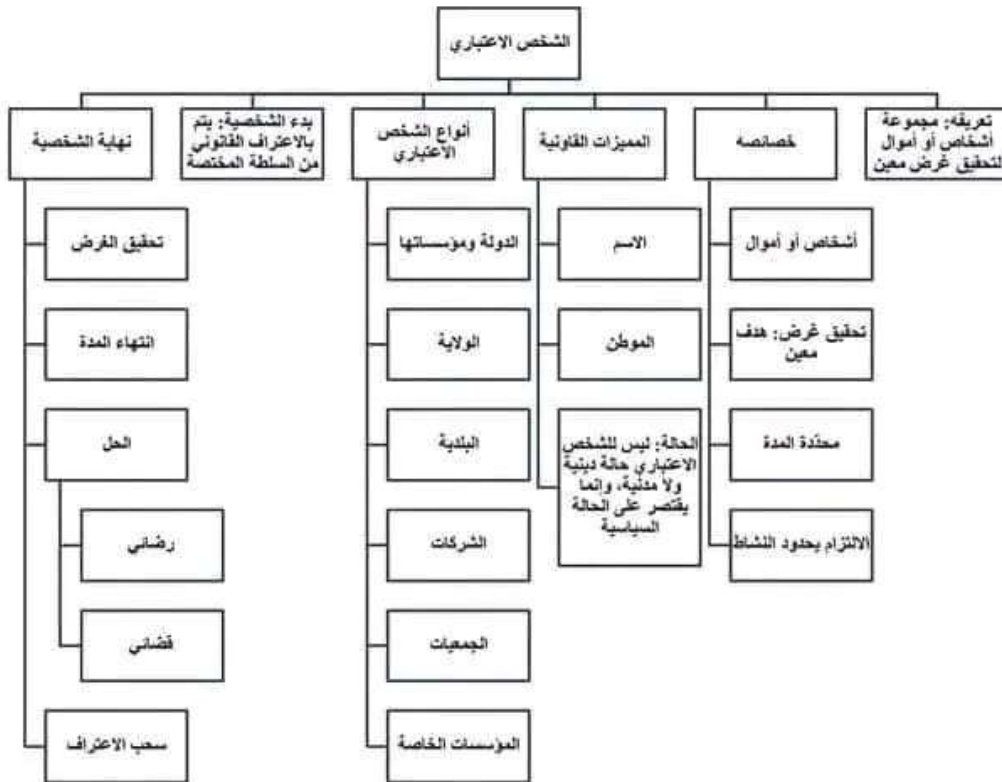 الشخص الاعتباري
تعريفه: مجموعة
أشخاص أو أموال
لتحقيق غرض معين
خصائصه
أشخاص أو أموال
تحقيق غرض: هدف
معين
محدّدة المدة
الالتزام بحدود النشاط
المميزات القانونية
الاسم
الموطن
الحالة: ليس للشخص
الاعتباري حالة دينية
ولا مدنية، وإنما
يقتصر على الحالة
السياسية
أنواع الشخص
الاعتباري
الدولة ومؤسساتها
الولاية
البلدية
الشركات
الجمعيات
المؤسسات الخاصة
بدء الشخصية: يتم
بالاعتراف القانوني
من السلطة المختصة
نهاية الشخصية
تحقيق الغرض
انتهاء المدة
الحل
رضائي
قضائي
سحب الاعتراف